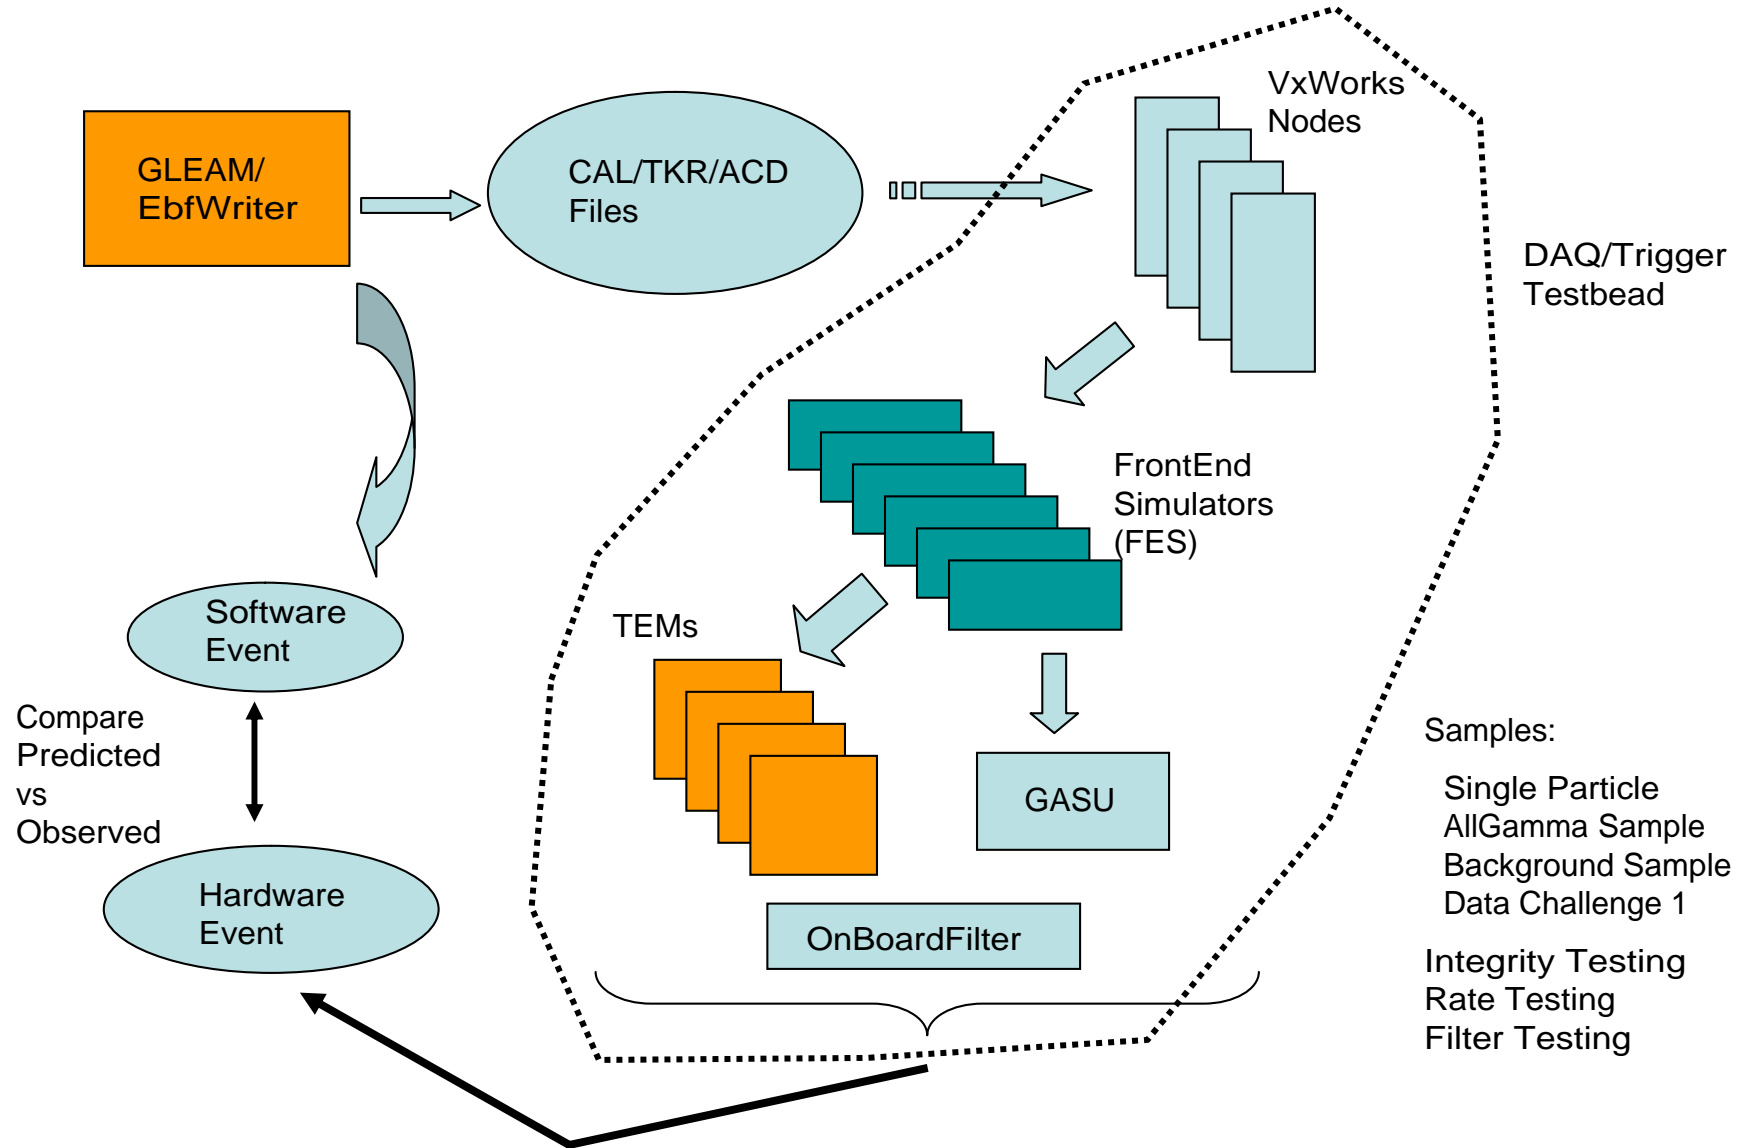 GLEAM/
EbfWriter
CAL/TKR/ACD
Files
VxWorks
Nodes
DAQ/Trigger
Testbead
FrontEnd
Simulators
(FES)
TEMs
GASU
OnBoardFilter
Software
Event
Compare
Predicted
vs
Observed
Hardware
Event
Samples:
Single Particle
AllGamma Sample
Background Sample
Data Challenge 1
Integrity Testing
Rate Testing
Filter Testing